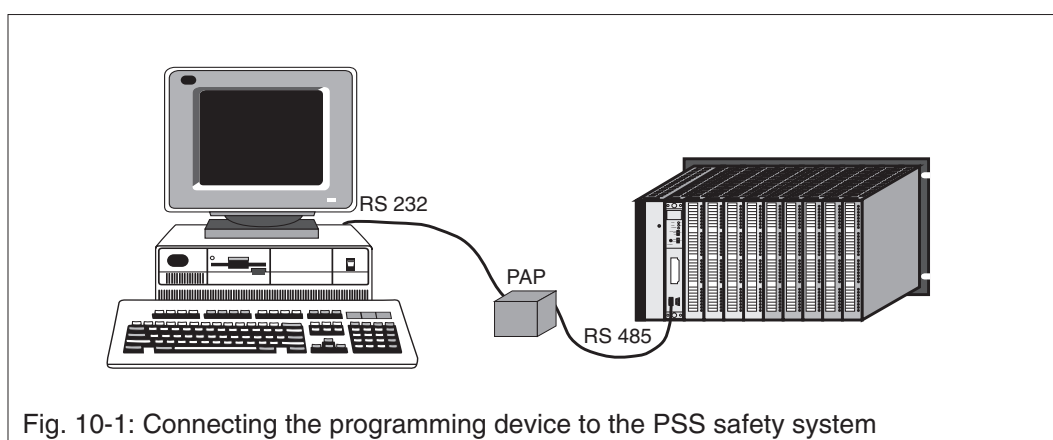 RS 232
PAP
RS 485
Fig. 10-1: Connecting the programming device to the PSS safety system